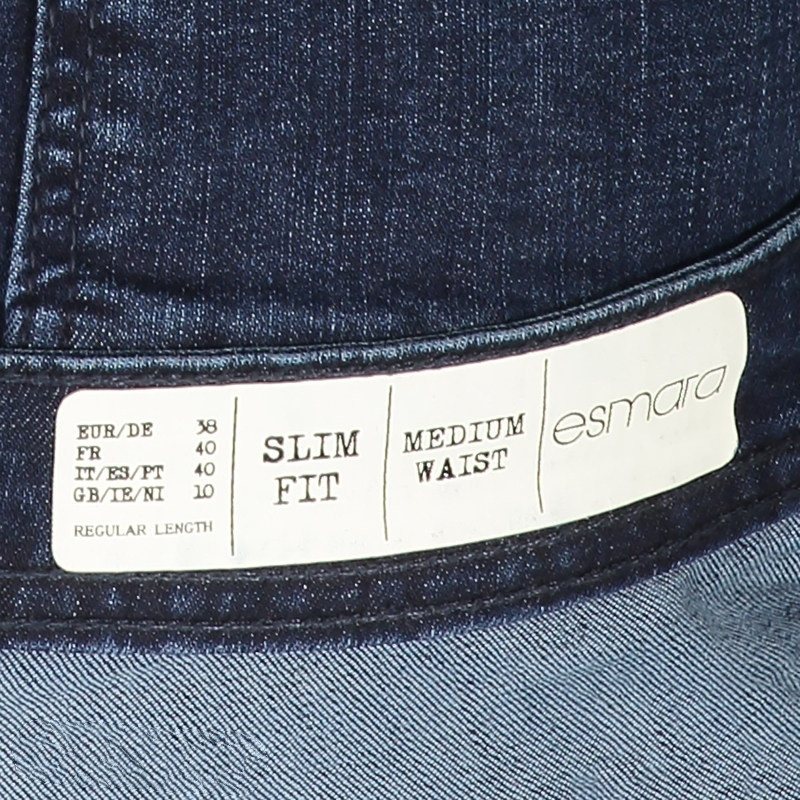 EUR/DE 38
FR 40
IT/ES/PT 40
GB/IE/NI 10
REGULAR LENGTH
SLIM
FIT
MEDIUM
WAIST
esmara